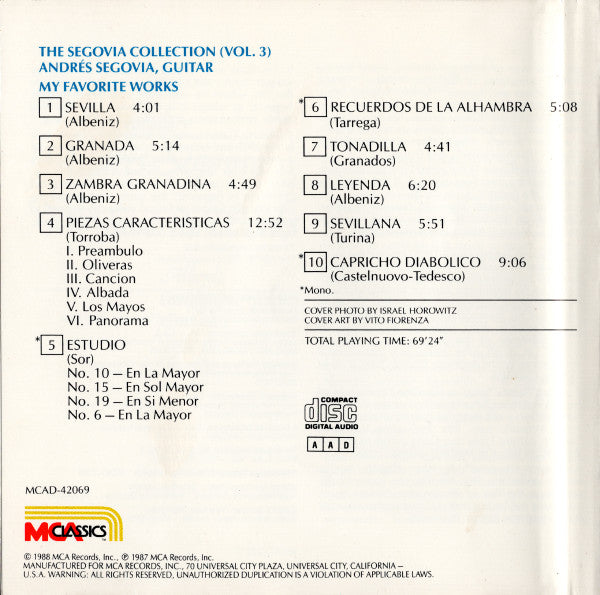 THE SEGOVIA COLLECTION (VOL. 3)
ANDRÉS SEGOVIA, GUITAR
MY FAVORITE WORKS
1 SEVILLA 4:01
(Albeniz)
2 GRANADA 5:14
(Albeniz)
3 ZAMBRA GRANADINA 4:49
(Albeniz)
4 PIEZAS CARACTERISTICAS 12:52
(Torroba)
I. Preambulo
II. Oliveras
III. Cancion
IV. Albada
V. Los Mayos
VI. Panorama
*5 ESTUDIO
(Sor)
No. 10 — En La Mayor
No. 15 — En Sol Mayor
No. 19 — En Si Menor
No. 6 — En La Mayor
*6 RECUERDOS DE LA ALHAMBRA 5:08
(Tarrega)
7 TONADILLA 4:41
(Granados)
8 LEYENDA 6:20
(Albeniz)
9 SEVILLANA 5:51
(Turina)
*10 CAPRICHO DIABOLICO 9:06
(Castelnuovo-Tedesco)
*Mono.
COVER PHOTO BY ISRAEL HOROWITZ
COVER ART BY VITO FIORENZA
TOTAL PLAYING TIME: 69'24"
COMPACT
disc
DIGITAL AUDIO
A A D
MCAD-42069
MCA CLASSICS™
© 1988 MCA Records, Inc., ℗ 1987 MCA Records, Inc.
MANUFACTURED FOR MCA RECORDS, INC., 70 UNIVERSAL CITY PLAZA, UNIVERSAL CITY, CALIFORNIA —
U.S.A. WARNING: ALL RIGHTS RESERVED, UNAUTHORIZED DUPLICATION IS A VIOLATION OF APPLICABLE LAWS.